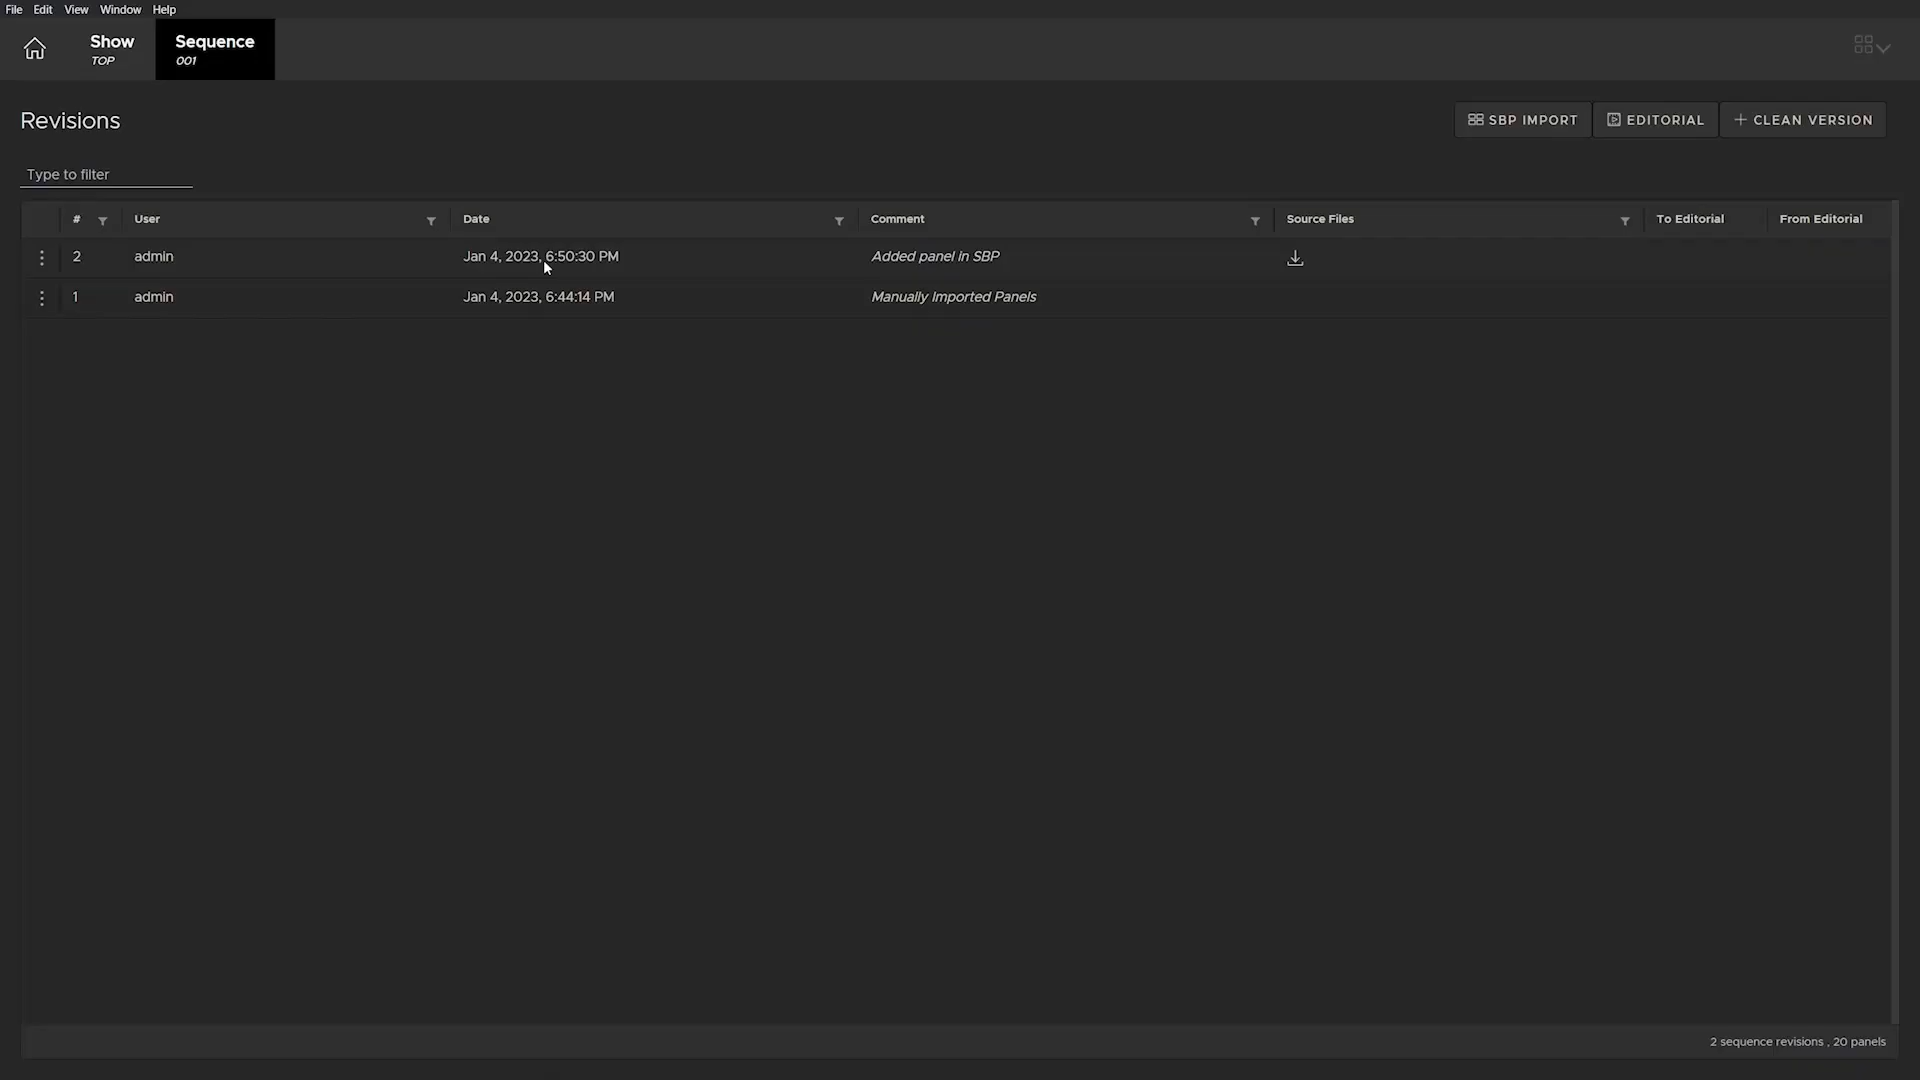 File Edit View Window Help
Show Sequence
TOP 001
Revisions
SBP IMPORT EDITORIAL CLEAN VERSION
Type to filter
# User Date Comment Source Files To Editorial From Editorial
2 admin Jan 4, 2023, 6:50:30 PM Added panel in SBP
1 admin Jan 4, 2023, 6:44:14 PM Manually Imported Panels
2 sequence revisions , 20 panels